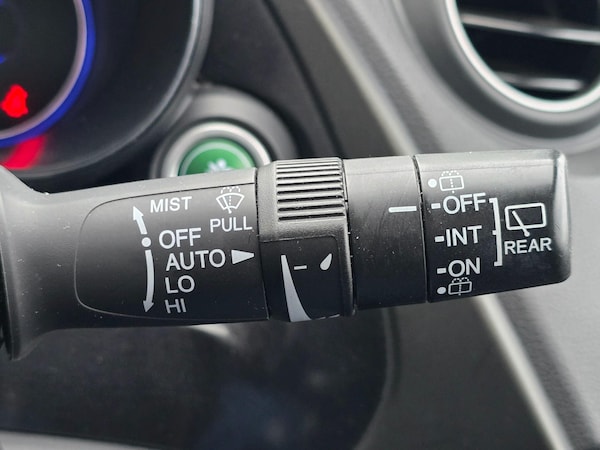 MIST
PULL
OFF
AUTO
LO
HI
-OFF
-INT
-ON
REAR